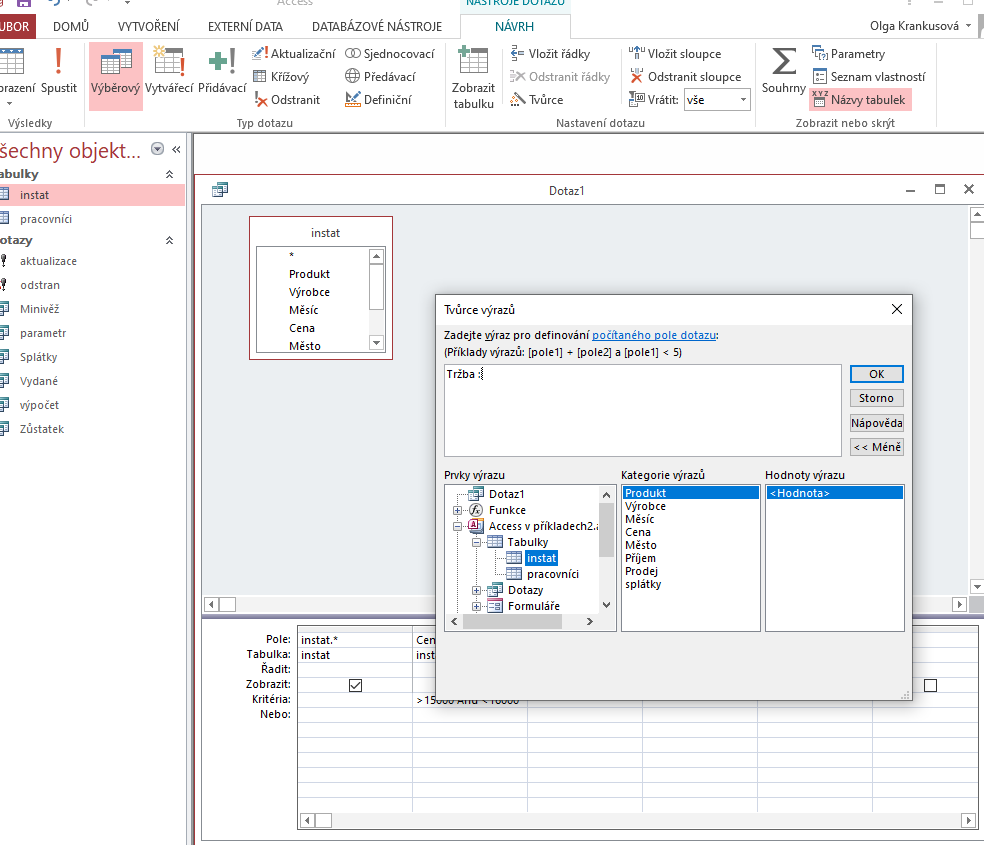 Access
NÁSTROJE DOTAZU
UBOR DOMŮ VYTVOŘENÍ EXTERNÍ DATA DATABÁZOVÉ NÁSTROJE NÁVRH
Olga Krankusová
brazení Spustit
Výběrový Vytvářecí Přidávací
Aktualizační
Křížový
Odstranit
Sjednocovací
Předávací
Definiční
Zobrazit tabulku
Vložit řádky
Odstranit řádky
Tvůrce
Vložit sloupce
Odstranit sloupce
Vrátit: vše
Souhrny
Parametry
Seznam vlastností
Názvy tabulek
Výsledky Typ dotazu Nastavení dotazu Zobrazit nebo skrýt
šechny objekt... «
abulky
instat
pracovníci
otazy
aktualizace
odstran
Minivěž
parametr
Splátky
Vydané
výpočet
Zůstatek
Dotaz1
instat
*
Produkt
Výrobce
Měsíc
Cena
Město
Tvůrce výrazů
Zadejte výraz pro definování počítaného pole dotazu:
(Příklady výrazů: [pole1] + [pole2] a [pole1] < 5)
Tržba :
OK
Storno
Nápověda
<< Méně
Prvky výrazu
Dotaz1
Funkce
Access v příkladech2.a
Tabulky
instat
pracovníci
Dotazy
Formuláře
Kategorie výrazů
Produkt
Výrobce
Měsíc
Cena
Město
Příjem
Prodej
splátky
Hodnoty výrazu
<Hodnota>
Pole: instat.* Cen
Tabulka: instat inst
Řadit:
Zobrazit:
Kritéria:
Nebo: